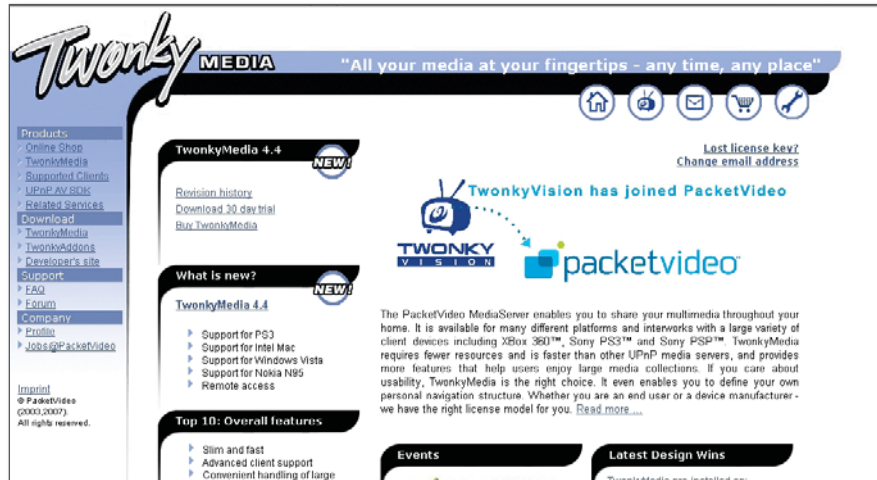 Twonky MEDIA
"All your media at your fingertips - any time, any place"
Products
Online Shop
TwonkyMedia
Supported Clients
UPnP AV SDK
Related Services
Download
TwonkyMedia
TwonkyAddons
Developer's site
Support
FAQ
Forum
Company
Profile
Jobs@PacketVideo
Imprint
© PacketVideo
(2003,2007).
All rights reserved.
TwonkyMedia 4.4
NEW!
Revision history
Download 30 day trial
Buy TwonkyMedia
What is new?
NEW!
TwonkyMedia 4.4
Support for PS3
Support for Intel Mac
Support for Windows Vista
Support for Nokia N95
Remote access
Top 10: Overall features
Slim and fast
Advanced client support
Convenient handling of large
Lost license key?
Change email address
TwonkyVision has joined PacketVideo
TWONKY
VISION
packetvideo
The PacketVideo MediaServer enables you to share your multimedia throughout your
home. It is available for many different platforms and interworks with a large variety of
client devices including XBox 360™, Sony PS3™ and Sony PSP™. TwonkyMedia
requires fewer resources and is faster than other UPnP media servers, and provides
more features that help users enjoy large media collections. If you care about
usability, TwonkyMedia is the right choice. It even enables you to define your own
personal navigation structure. Whether you are an end user or a device manufacturer -
we have the right license model for you. Read more ...
Events
Latest Design Wins